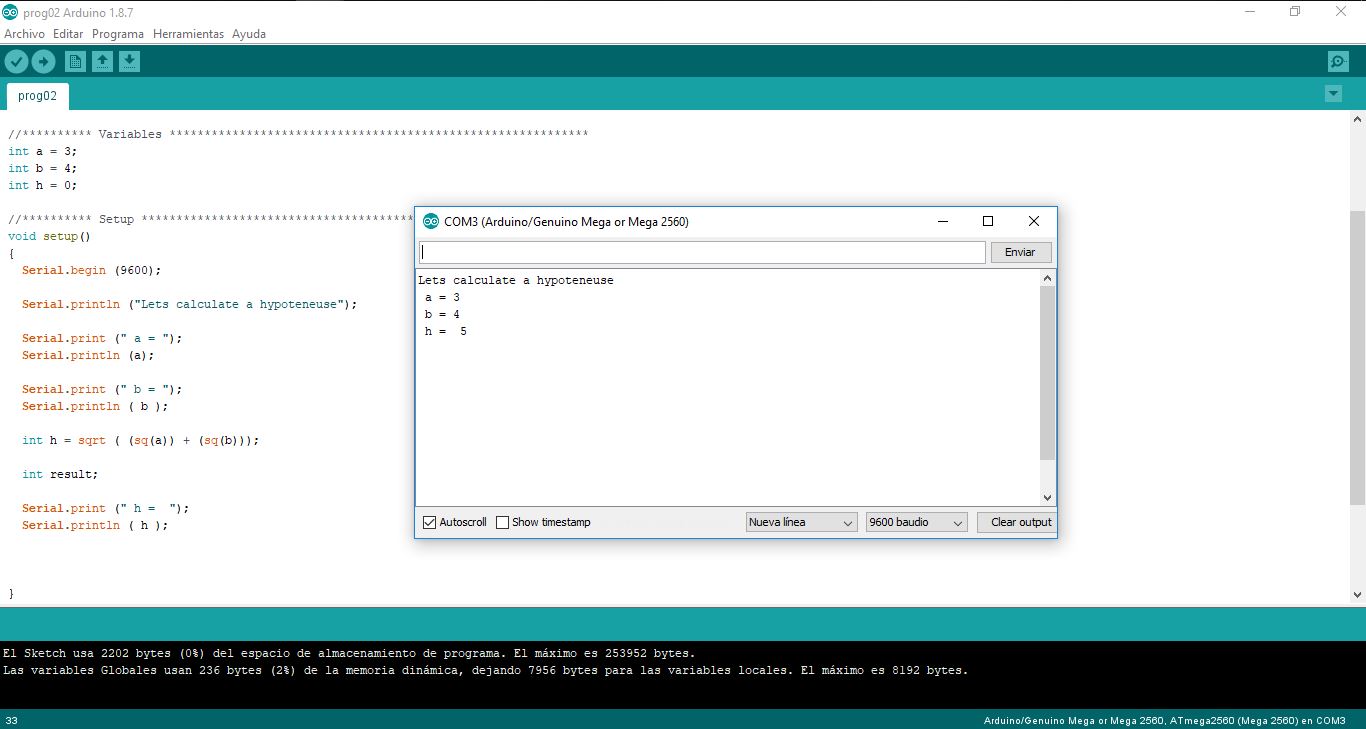 prog02 Arduino 1.8.7
Archivo Editar Programa Herramientas Ayuda
prog02
//********** Variables ************************************************************
int a = 3;
int b = 4;
int h = 0;
//********** Setup ***************************************
void setup()
{
Serial.begin (9600);
Serial.println ("Lets calculate a hypoteneuse");
Serial.print (" a = ");
Serial.println (a);
Serial.print (" b = ");
Serial.println ( b );
int h = sqrt ( (sq(a)) + (sq(b)));
int result;
Serial.print (" h =  ");
Serial.println ( h );
}
COM3 (Arduino/Genuino Mega or Mega 2560)
Enviar
Lets calculate a hypoteneuse
a = 3
b = 4
h =  5
Autoscroll Show timestamp Nueva línea 9600 baudio Clear output
El Sketch usa 2202 bytes (0%) del espacio de almacenamiento de programa. El máximo es 253952 bytes.
Las variables Globales usan 236 bytes (2%) de la memoria dinámica, dejando 7956 bytes para las variables locales. El máximo es 8192 bytes.
33 Arduino/Genuino Mega or Mega 2560, ATmega2560 (Mega 2560) en COM3